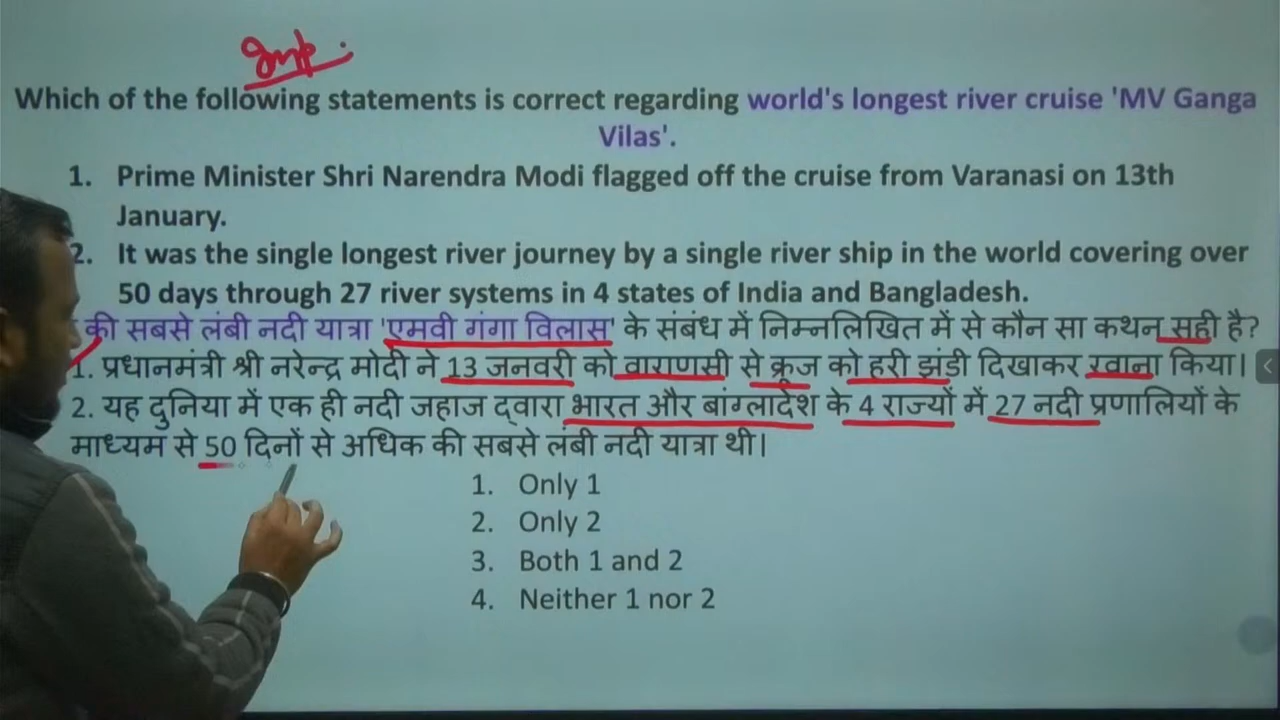 Imp.
Which of the following statements is correct regarding world's longest river cruise 'MV Ganga
Vilas'.
1. Prime Minister Shri Narendra Modi flagged off the cruise from Varanasi on 13th
January.
2. It was the single longest river journey by a single river ship in the world covering over
50 days through 27 river systems in 4 states of India and Bangladesh.
की सबसे लंबी नदी यात्रा 'एमवी गंगा विलास' के संबंध में निम्नलिखित में से कौन सा कथन सही है?
1. प्रधानमंत्री श्री नरेन्द्र मोदी ने 13 जनवरी को वाराणसी से क्रूज को हरी झंडी दिखाकर रवाना किया।
2. यह दुनिया में एक ही नदी जहाज द्वारा भारत और बांग्लादेश के 4 राज्यों में 27 नदी प्रणालियों के
माध्यम से 50 दिनों से अधिक की सबसे लंबी नदी यात्रा थी।
1. Only 1
2. Only 2
3. Both 1 and 2
4. Neither 1 nor 2